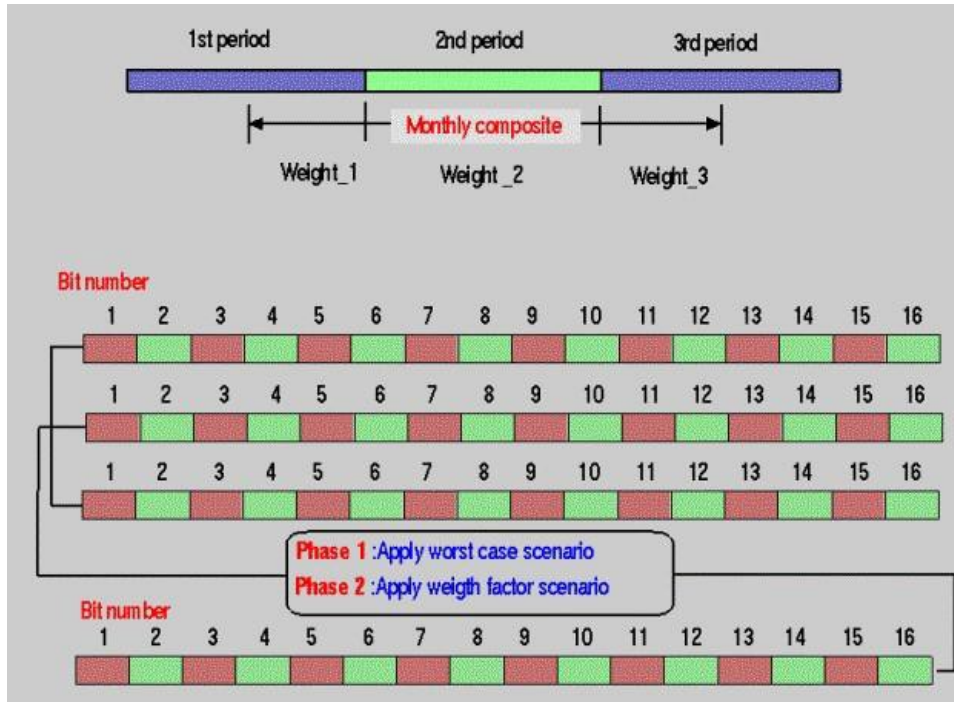 1st period 2nd period 3rd period
Monthly composite
Weight_1 Weight _2 Weight_3
Bit number
1 2 3 4 5 6 7 8 9 10 11 12 13 14 15 16
1 2 3 4 5 6 7 8 9 10 11 12 13 14 15 16
1 2 3 4 5 6 7 8 9 10 11 12 13 14 15 16
Phase 1 :Apply worst case scenario
Phase 2 :Apply weigth factor scenario
Bit number
1 2 3 4 5 6 7 8 9 10 11 12 13 14 15 16